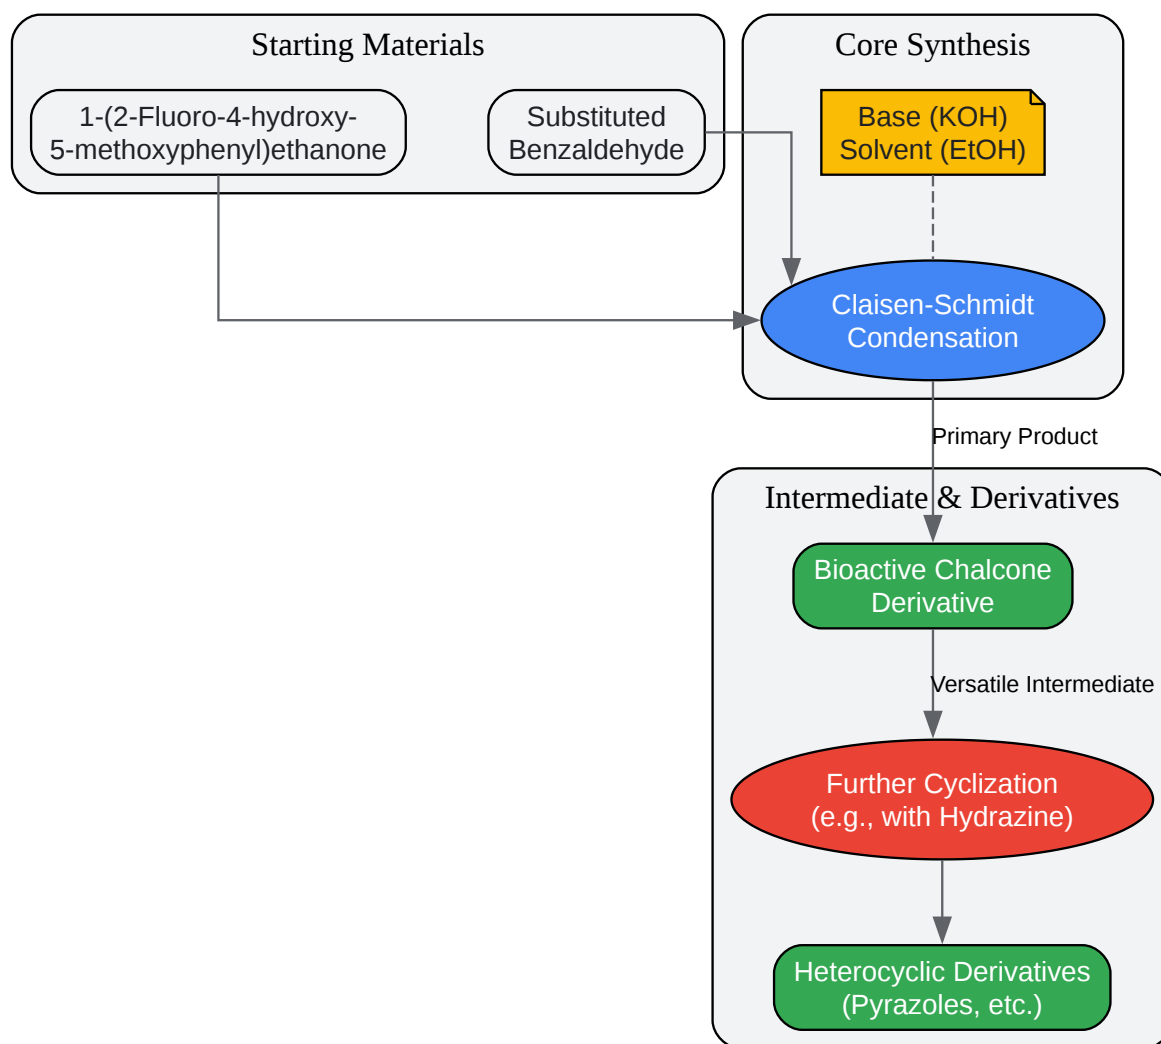 Starting Materials
1-(2-Fluoro-4-hydroxy-
5-methoxyphenyl)ethanone
Substituted
Benzaldehyde
Core Synthesis
Base (KOH)
Solvent (EtOH)
Claisen-Schmidt
Condensation
Primary Product
Intermediate & Derivatives
Bioactive Chalcone
Derivative
Versatile Intermediate
Further Cyclization
(e.g., with Hydrazine)
Heterocyclic Derivatives
(Pyrazoles, etc.)